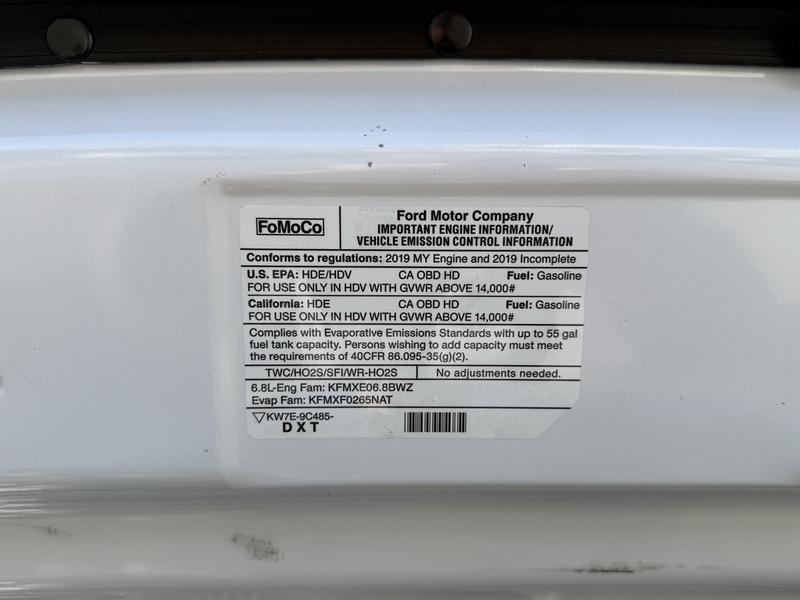 FoMoCo
Ford Motor Company
IMPORTANT ENGINE INFORMATION/
VEHICLE EMISSION CONTROL INFORMATION
Conforms to regulations: 2019 MY Engine and 2019 Incomplete
U.S. EPA: HDE/HDV CA OBD HD Fuel: Gasoline
FOR USE ONLY IN HDV WITH GVWR ABOVE 14,000#
California: HDE CA OBD HD Fuel: Gasoline
FOR USE ONLY IN HDV WITH GVWR ABOVE 14,000#
Complies with Evaporative Emissions Standards with up to 55 gal
fuel tank capacity. Persons wishing to add capacity must meet
the requirements of 40CFR 86.095-35(g)(2).
TWC/HO2S/SFI/WR-HO2S No adjustments needed.
6.8L-Eng Fam: KFMXE06.8BWZ
Evap Fam: KFMXF0265NAT
KW7E-9C485-
DXT